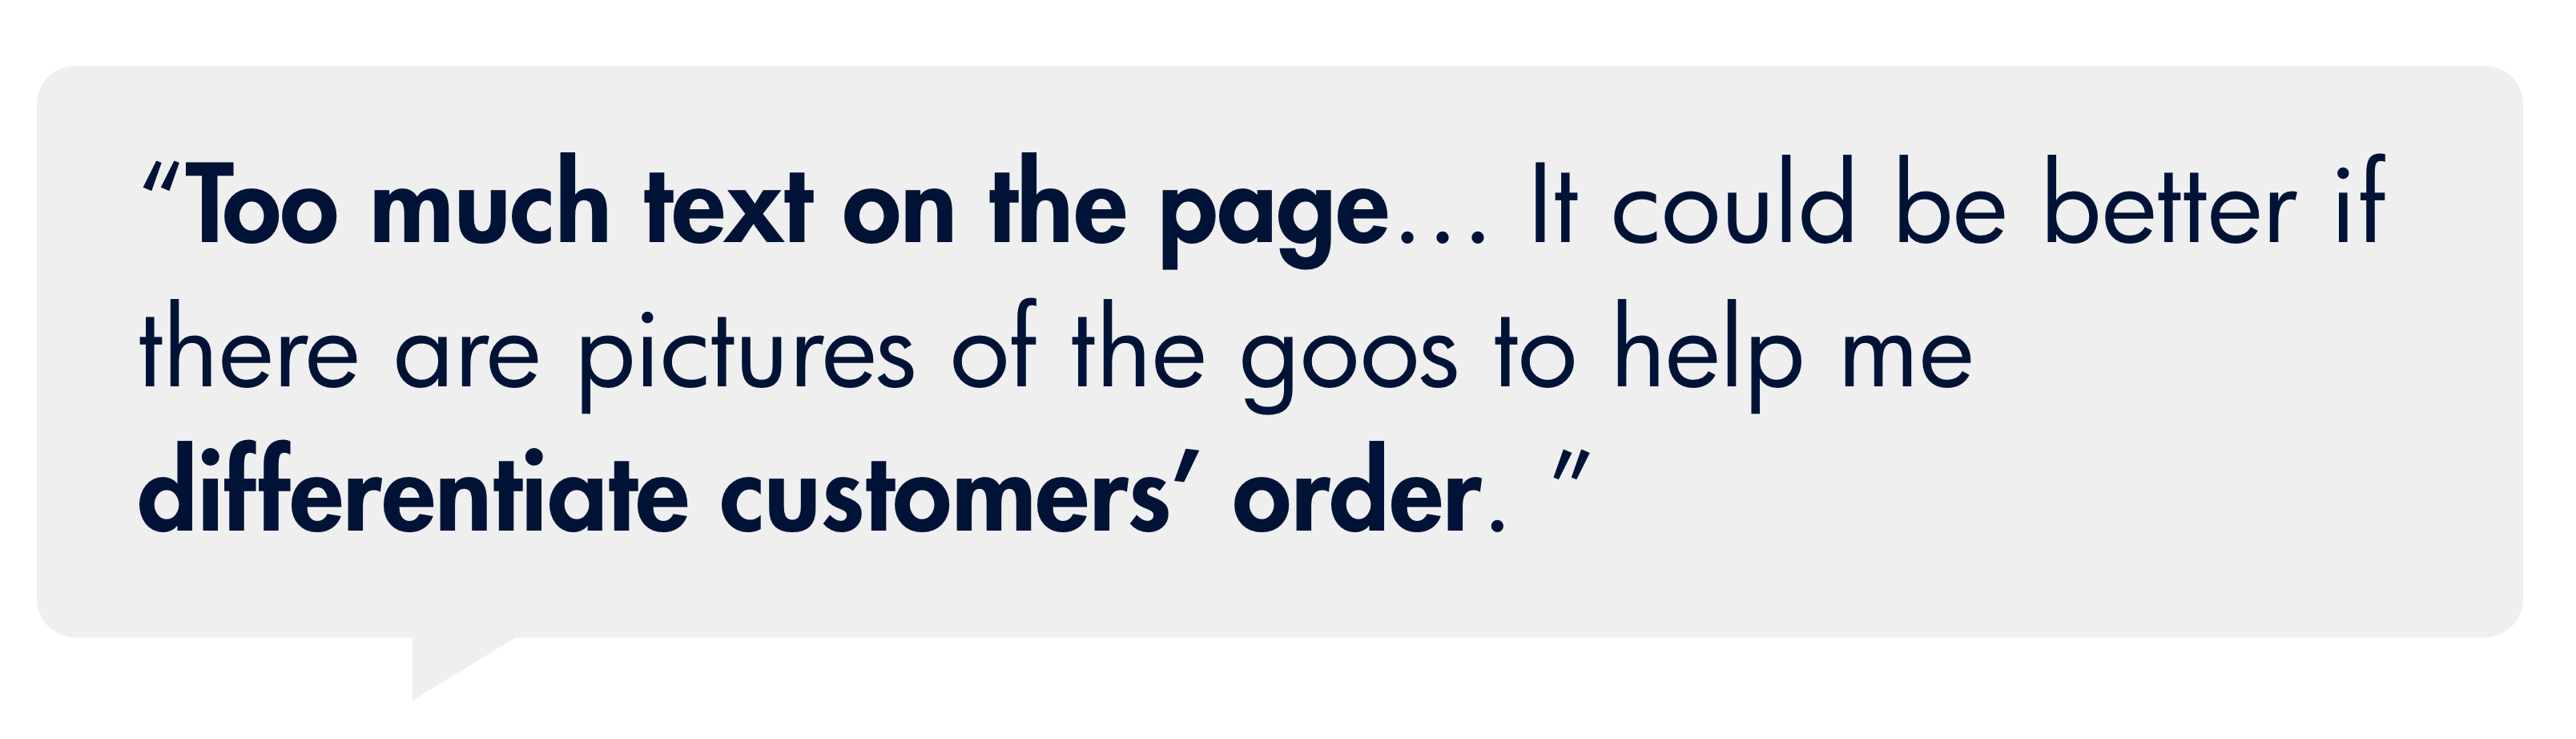 “Too much text on the page... It could be better if
there are pictures of the goos to help me
differentiate customers’ order. ”